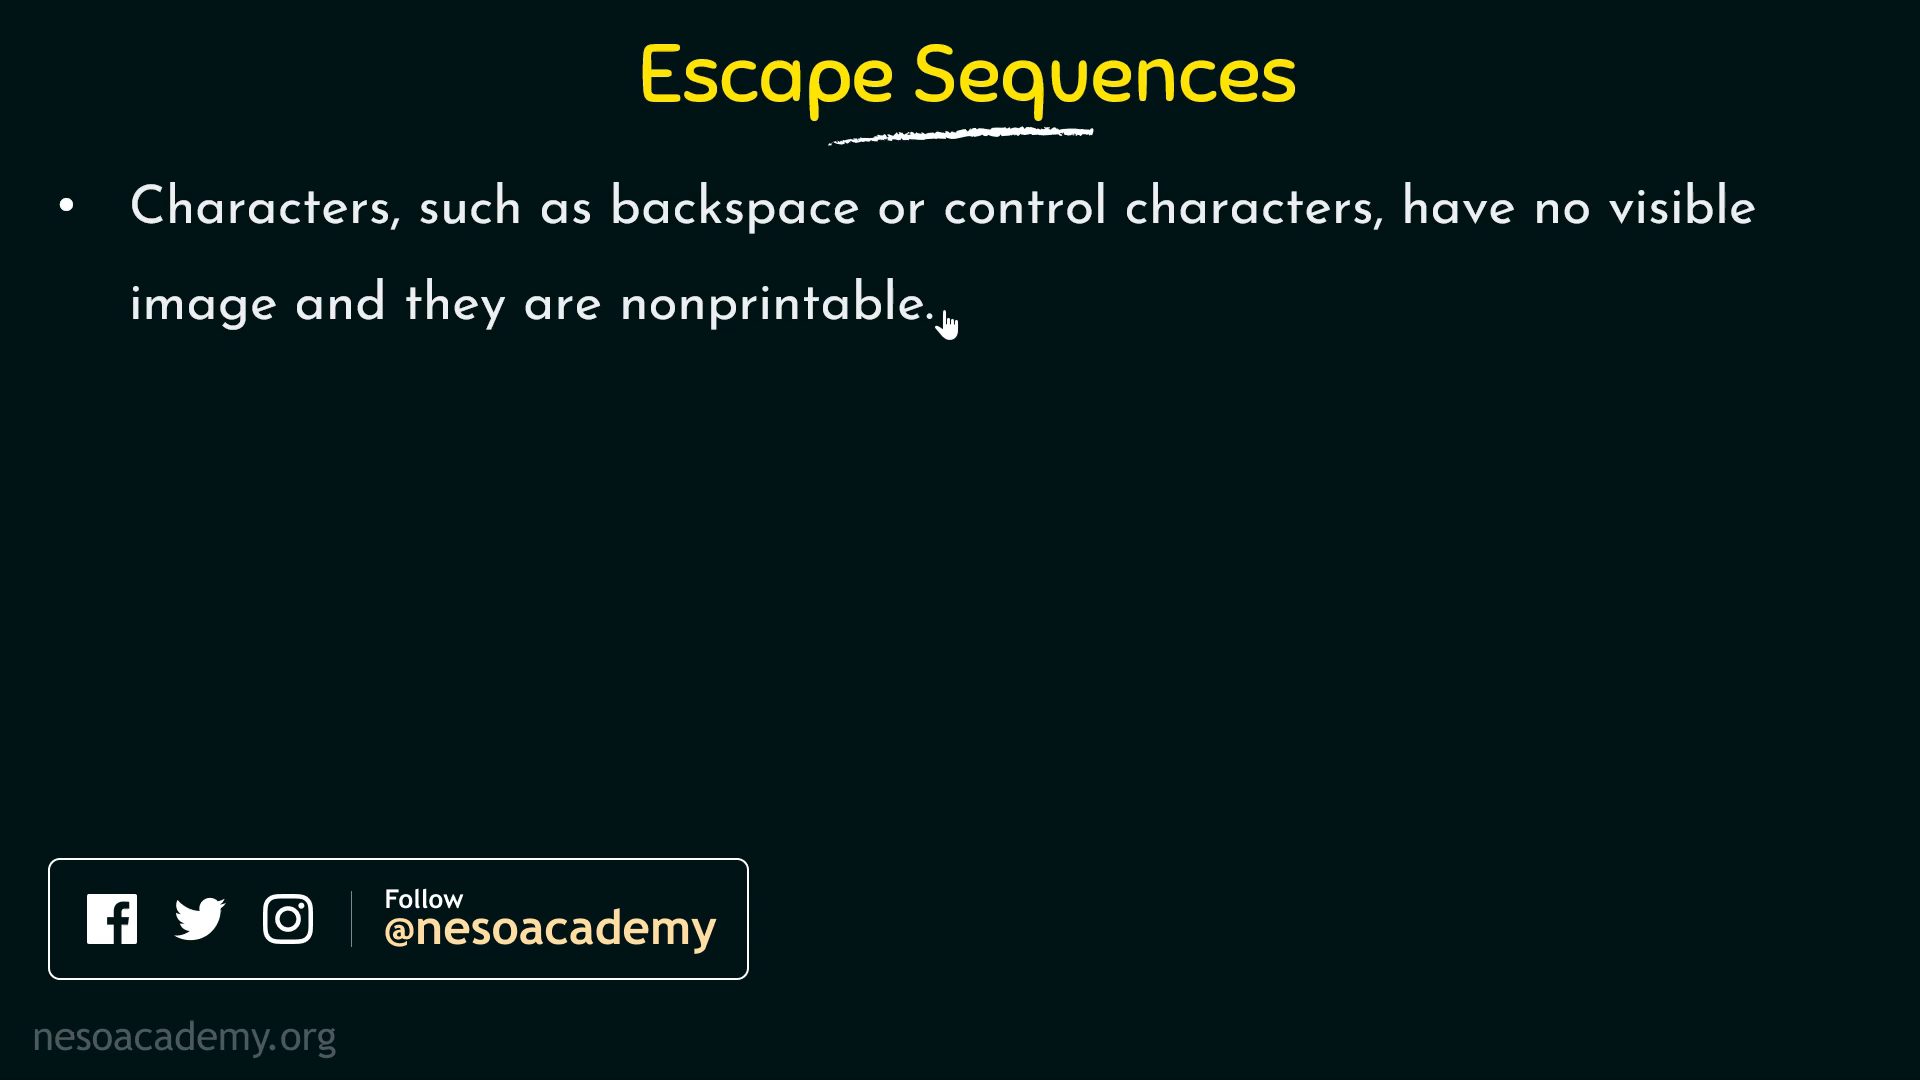 Escape Sequences
• Characters, such as backspace or control characters, have no visible
image and they are nonprintable.
Follow
@nesoacademy
nesoacademy.org